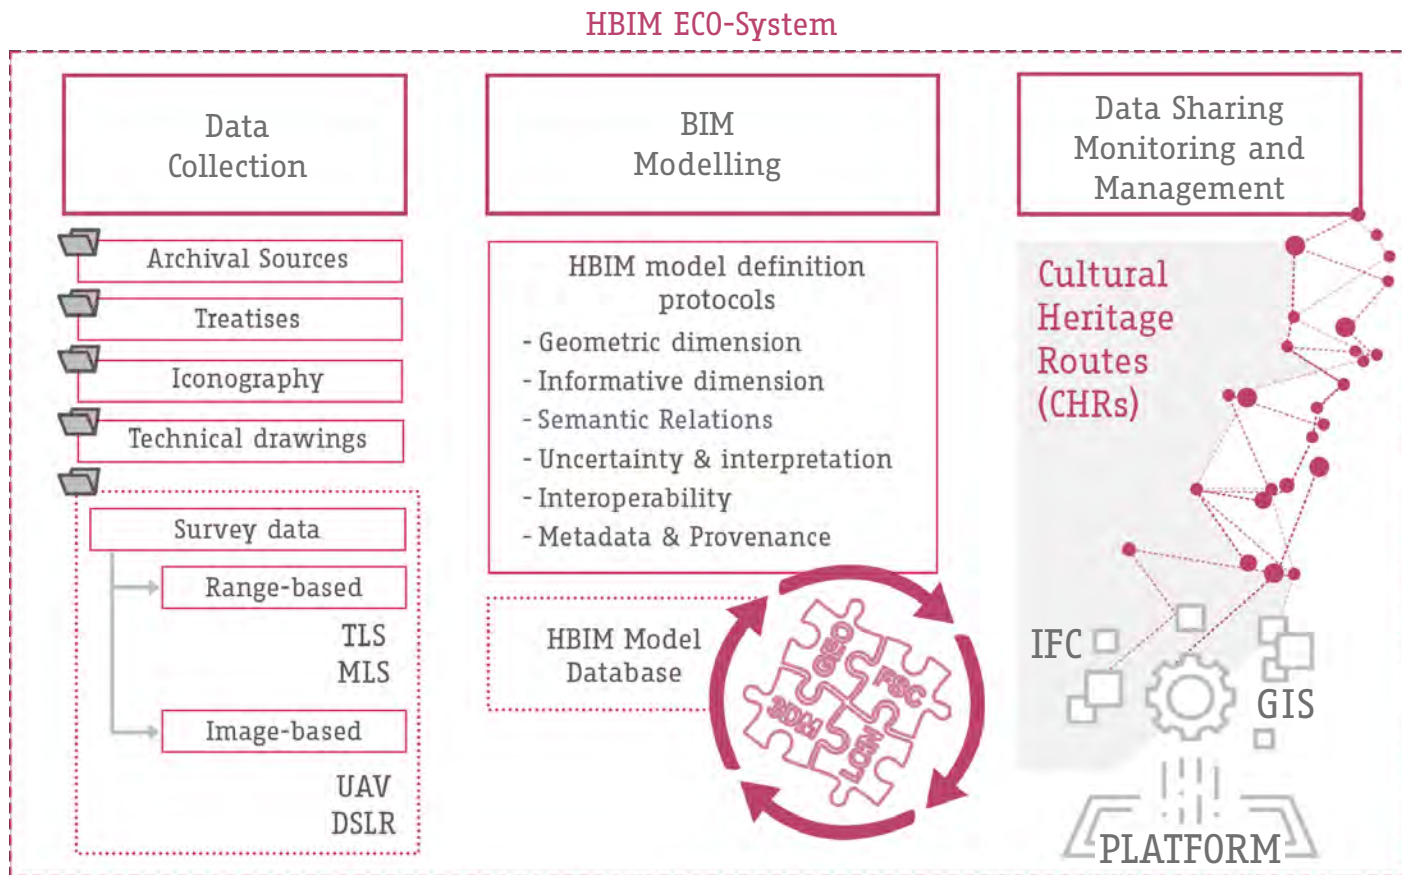 HBIM ECO-System
Data
Collection
Archival Sources
Treatises
Iconography
Technical drawings
Survey data
Range-based
TLS
MLS
Image-based
UAV
DSLR
BIM
Modelling
HBIM model definition
protocols
- Geometric dimension
- Informative dimension
- Semantic Relations
- Uncertainty & interpretation
- Interoperability
- Metadata & Provenance
HBIM Model
Database
GEO
FSC
3DM
Data Sharing
Monitoring and
Management
Cultural
Heritage
Routes
(CHRs)
IFC
GIS
PLATFORM